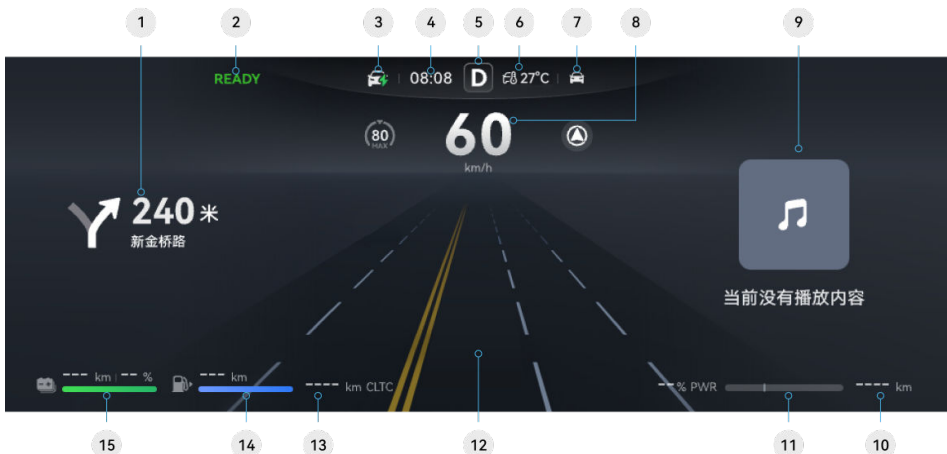 1 2 3 4 5 6 7 8 9
READY 08:08 D 27°C
80 60
MAX km/h
240米
新金桥路
当前没有播放内容
--- km | -- % --- km ---- km CLTC --% PWR ---- km
15 14 13 12 11 10